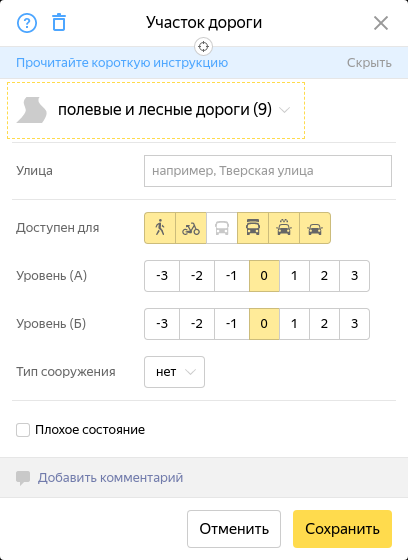 Участок дороги
Прочитайте короткую инструкцию Скрыть
полевые и лесные дороги (9)
Улица например, Тверская улица
Доступен для
Уровень (А) -3 -2 -1 0 1 2 3
Уровень (Б) -3 -2 -1 0 1 2 3
Тип сооружения нет
Плохое состояние
Добавить комментарий
Отменить Сохранить